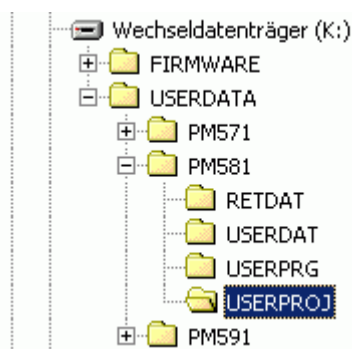 Wechseldatenträger (K:)
FIRMWARE
USERDATA
PM571
PM581
RETDAT
USERDAT
USERPRG
USERPROJ
PM591